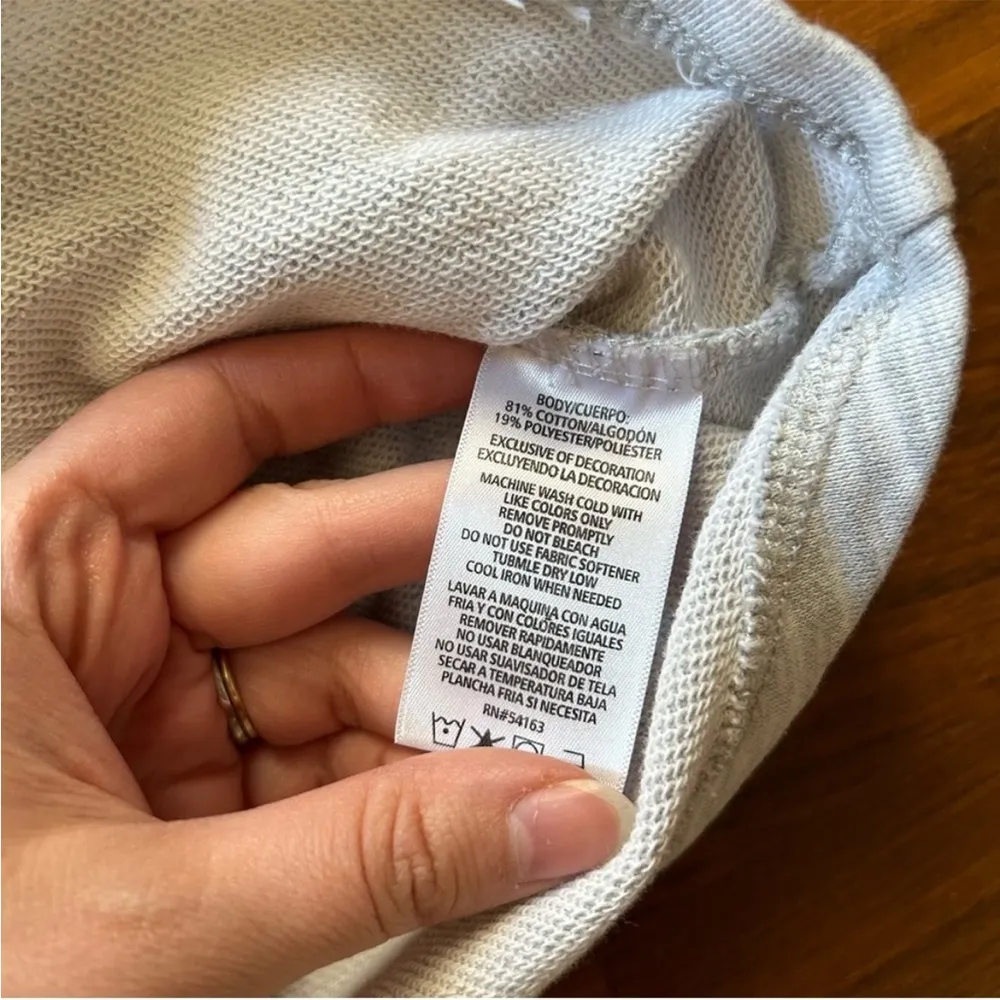 BODY/CUERPO:
81% COTTON/ALGODÓN
19% POLYESTER/POLIÉSTER
EXCLUSIVE OF DECORATION
EXCLUYENDO LA DECORACION
MACHINE WASH COLD WITH
LIKE COLORS ONLY
REMOVE PROMPTLY
DO NOT BLEACH
DO NOT USE FABRIC SOFTENER
TUBMLE DRY LOW
COOL IRON WHEN NEEDED
LAVAR A MAQUINA CON AGUA
FRIA Y CON COLORES IGUALES
REMOVER RAPIDAMENTE
NO USAR BLANQUEADOR
NO USAR SUAVISADOR DE TELA
SECAR A TEMPERATURA BAJA
PLANCHA FRIA SI NECESITA
RN#54163